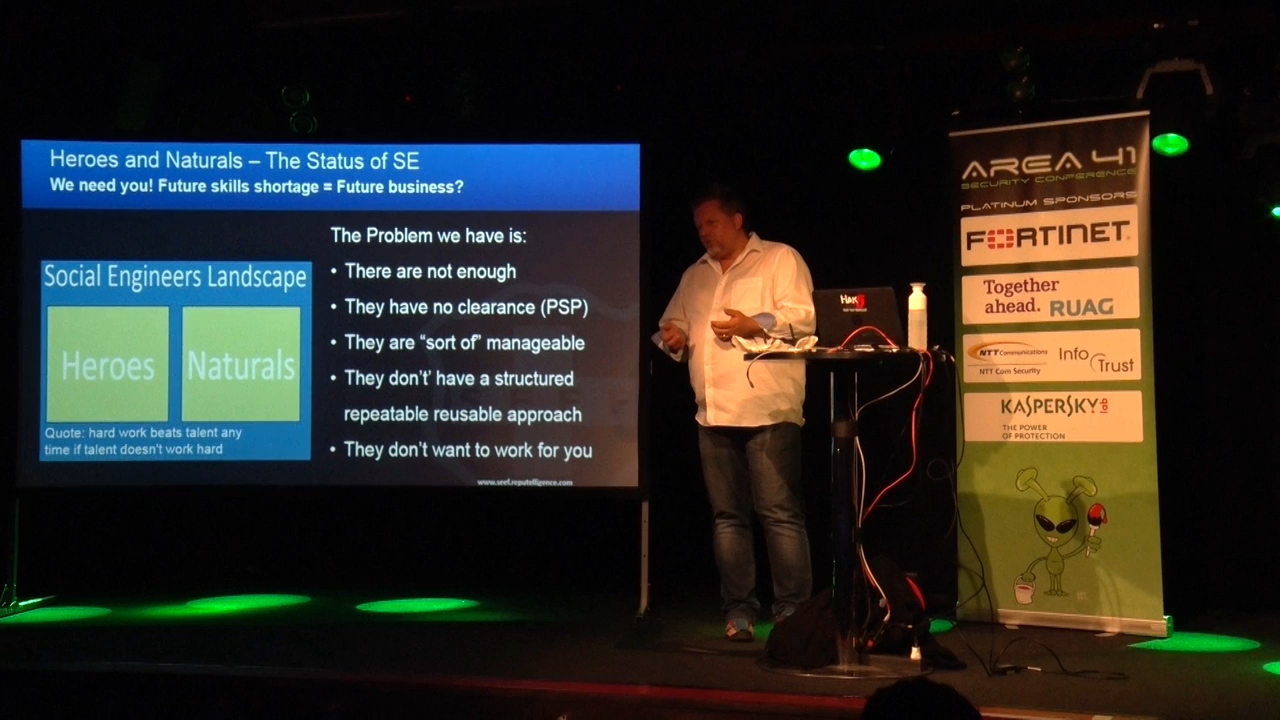 Heroes and Naturals – The Status of SE
We need you! Future skills shortage = Future business?
Social Engineers Landscape
Heroes
Naturals
Quote: hard work beats talent any
time if talent doesn't work hard
The Problem we have is:
• There are not enough
• They have no clearance (PSP)
• They are “sort of” manageable
• They don't' have a structured
repeatable reusable approach
• They don't want to work for you
www.seef.reputelligence.com
HAK5
AREA 41
SECURITY CONFERENCE
PLATINUM SPONSORS
FORTINET
Together
ahead. RUAG
NTT Communications
NTT Com Security
Info
Trust
KASPERSKY lab
THE POWER
OF PROTECTION